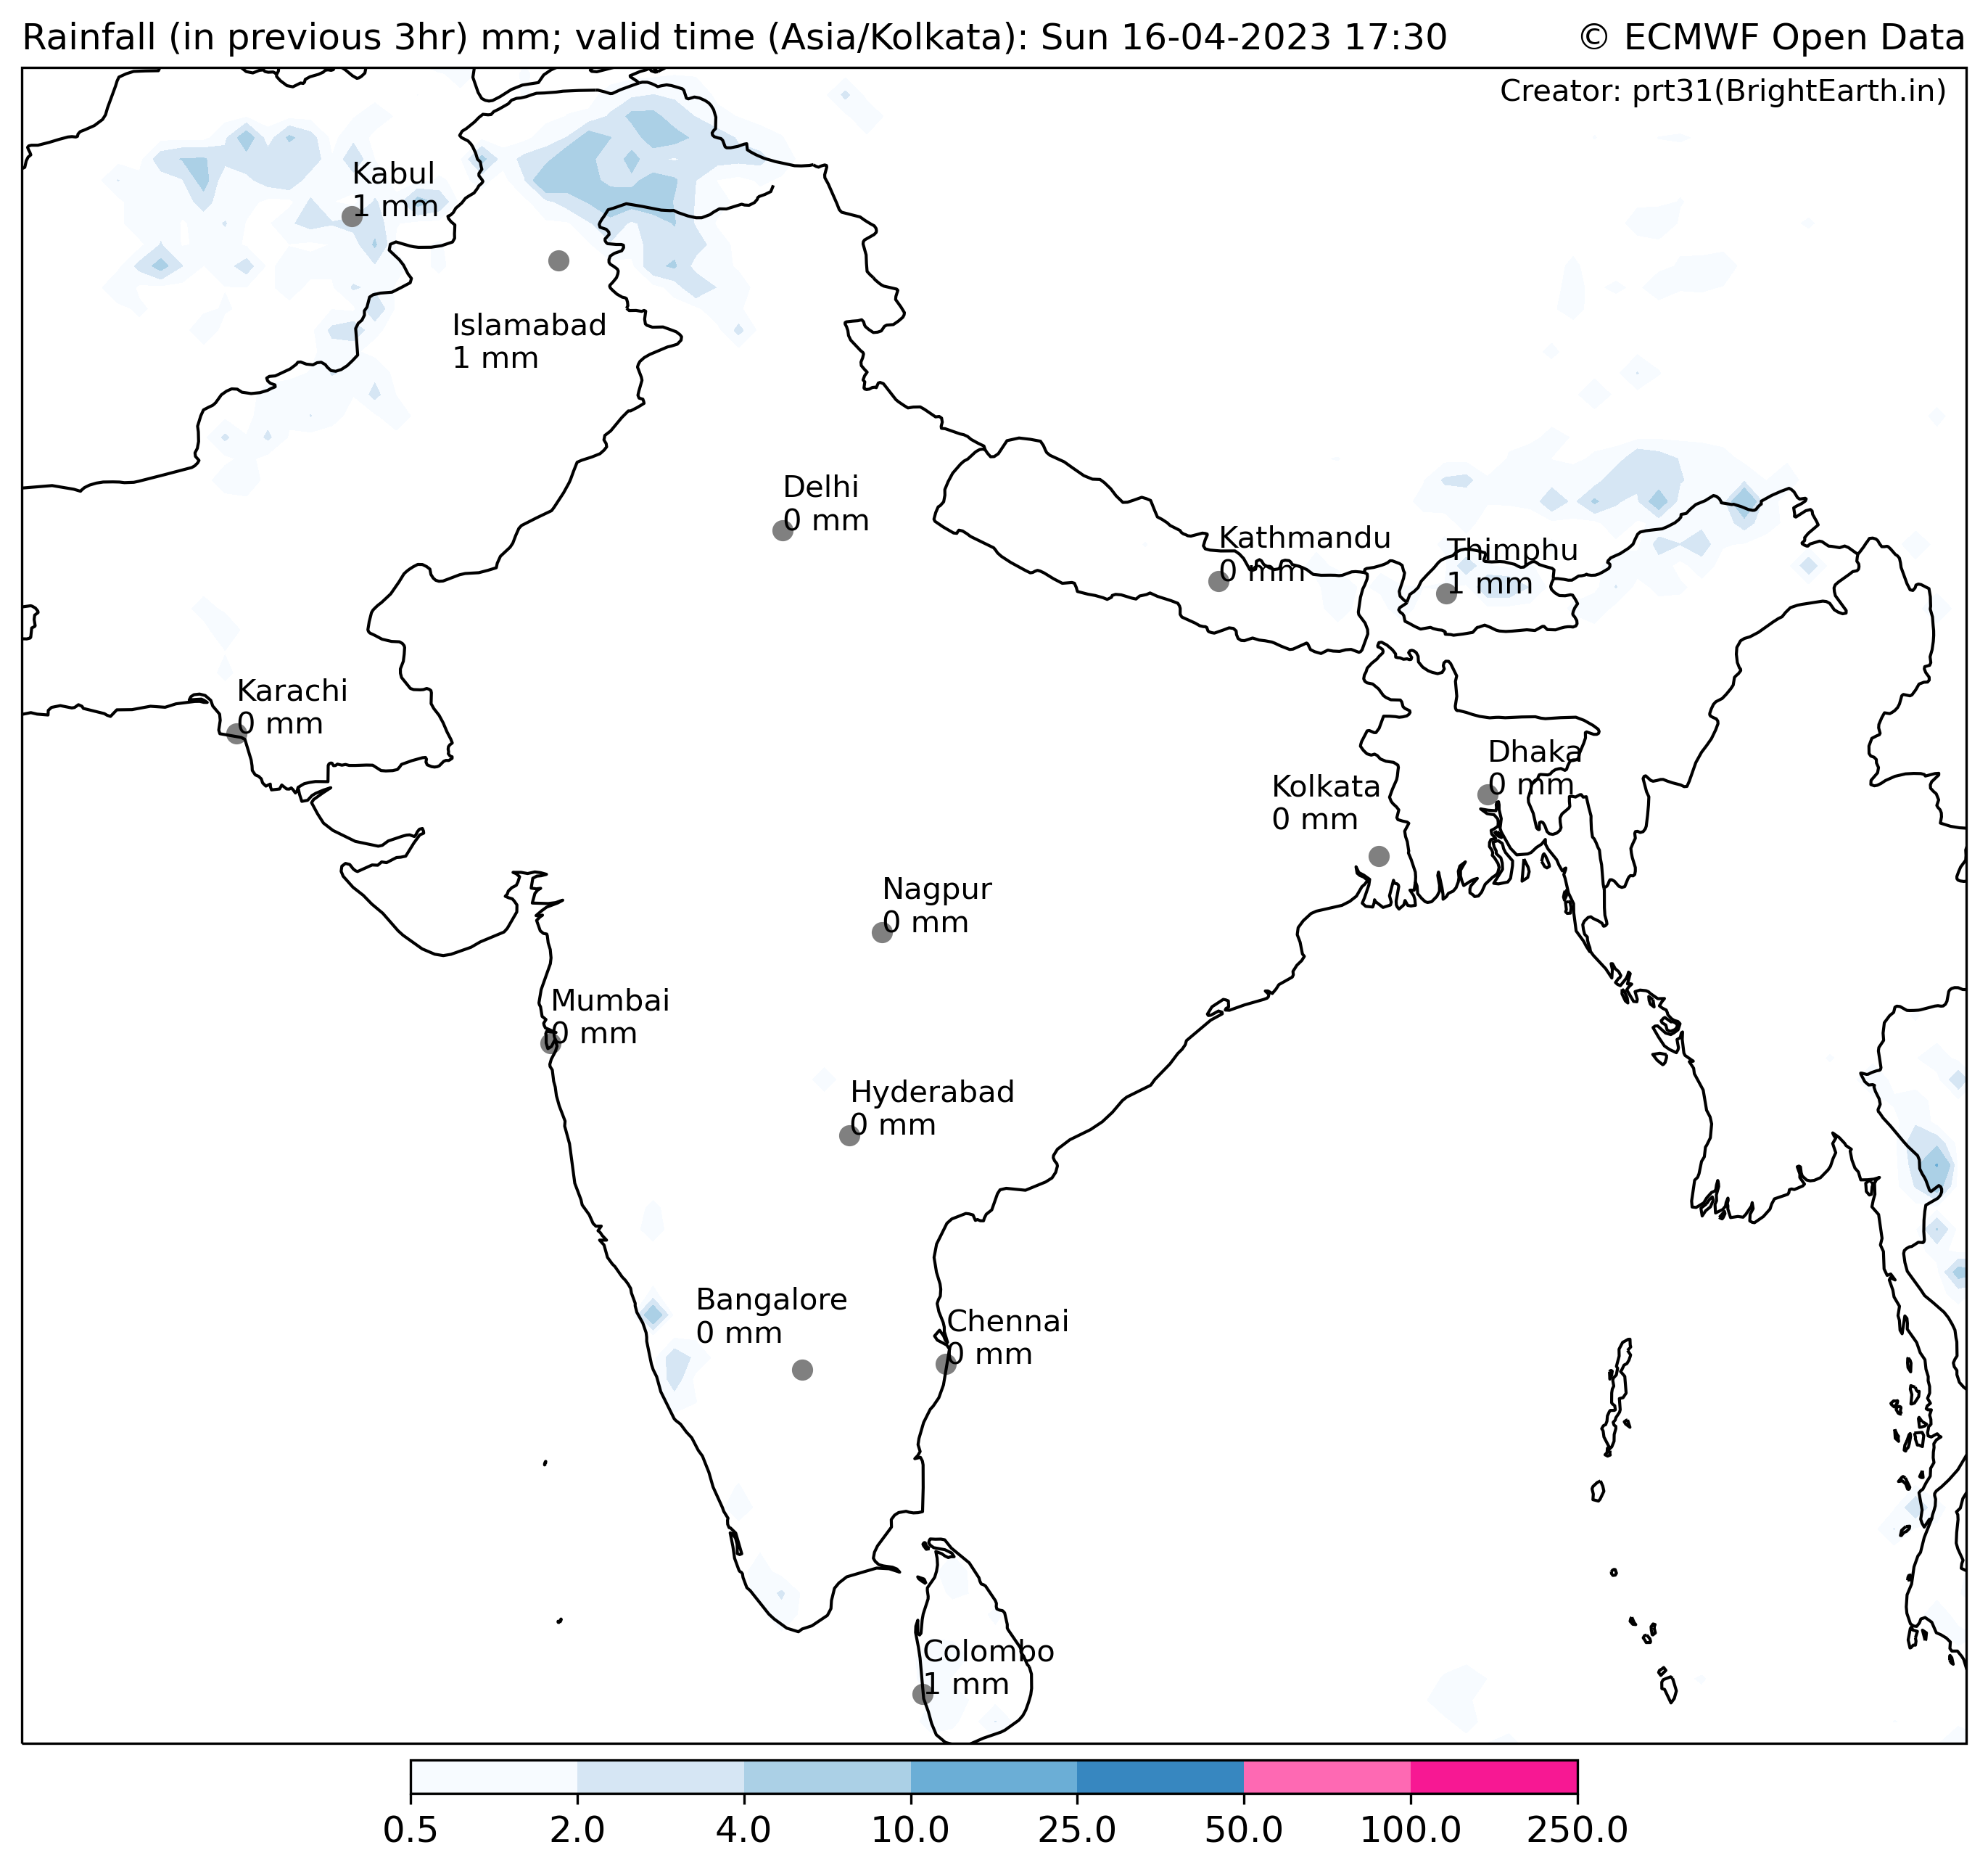 Rainfall (in previous 3hr) mm; valid time (Asia/Kolkata): Sun 16-04-2023 17:30
© ECMWF Open Data
Creator: prt31(BrightEarth.in)
Kabul
1 mm
Islamabad
1 mm
Delhi
0 mm
Kathmandu
0 mm
Thimphu
1 mm
Karachi
0 mm
Dhaka
0 mm
Kolkata
0 mm
Nagpur
0 mm
Mumbai
0 mm
Hyderabad
0 mm
Bangalore
0 mm
Chennai
0 mm
Colombo
1 mm
0.5 2.0 4.0 10.0 25.0 50.0 100.0 250.0